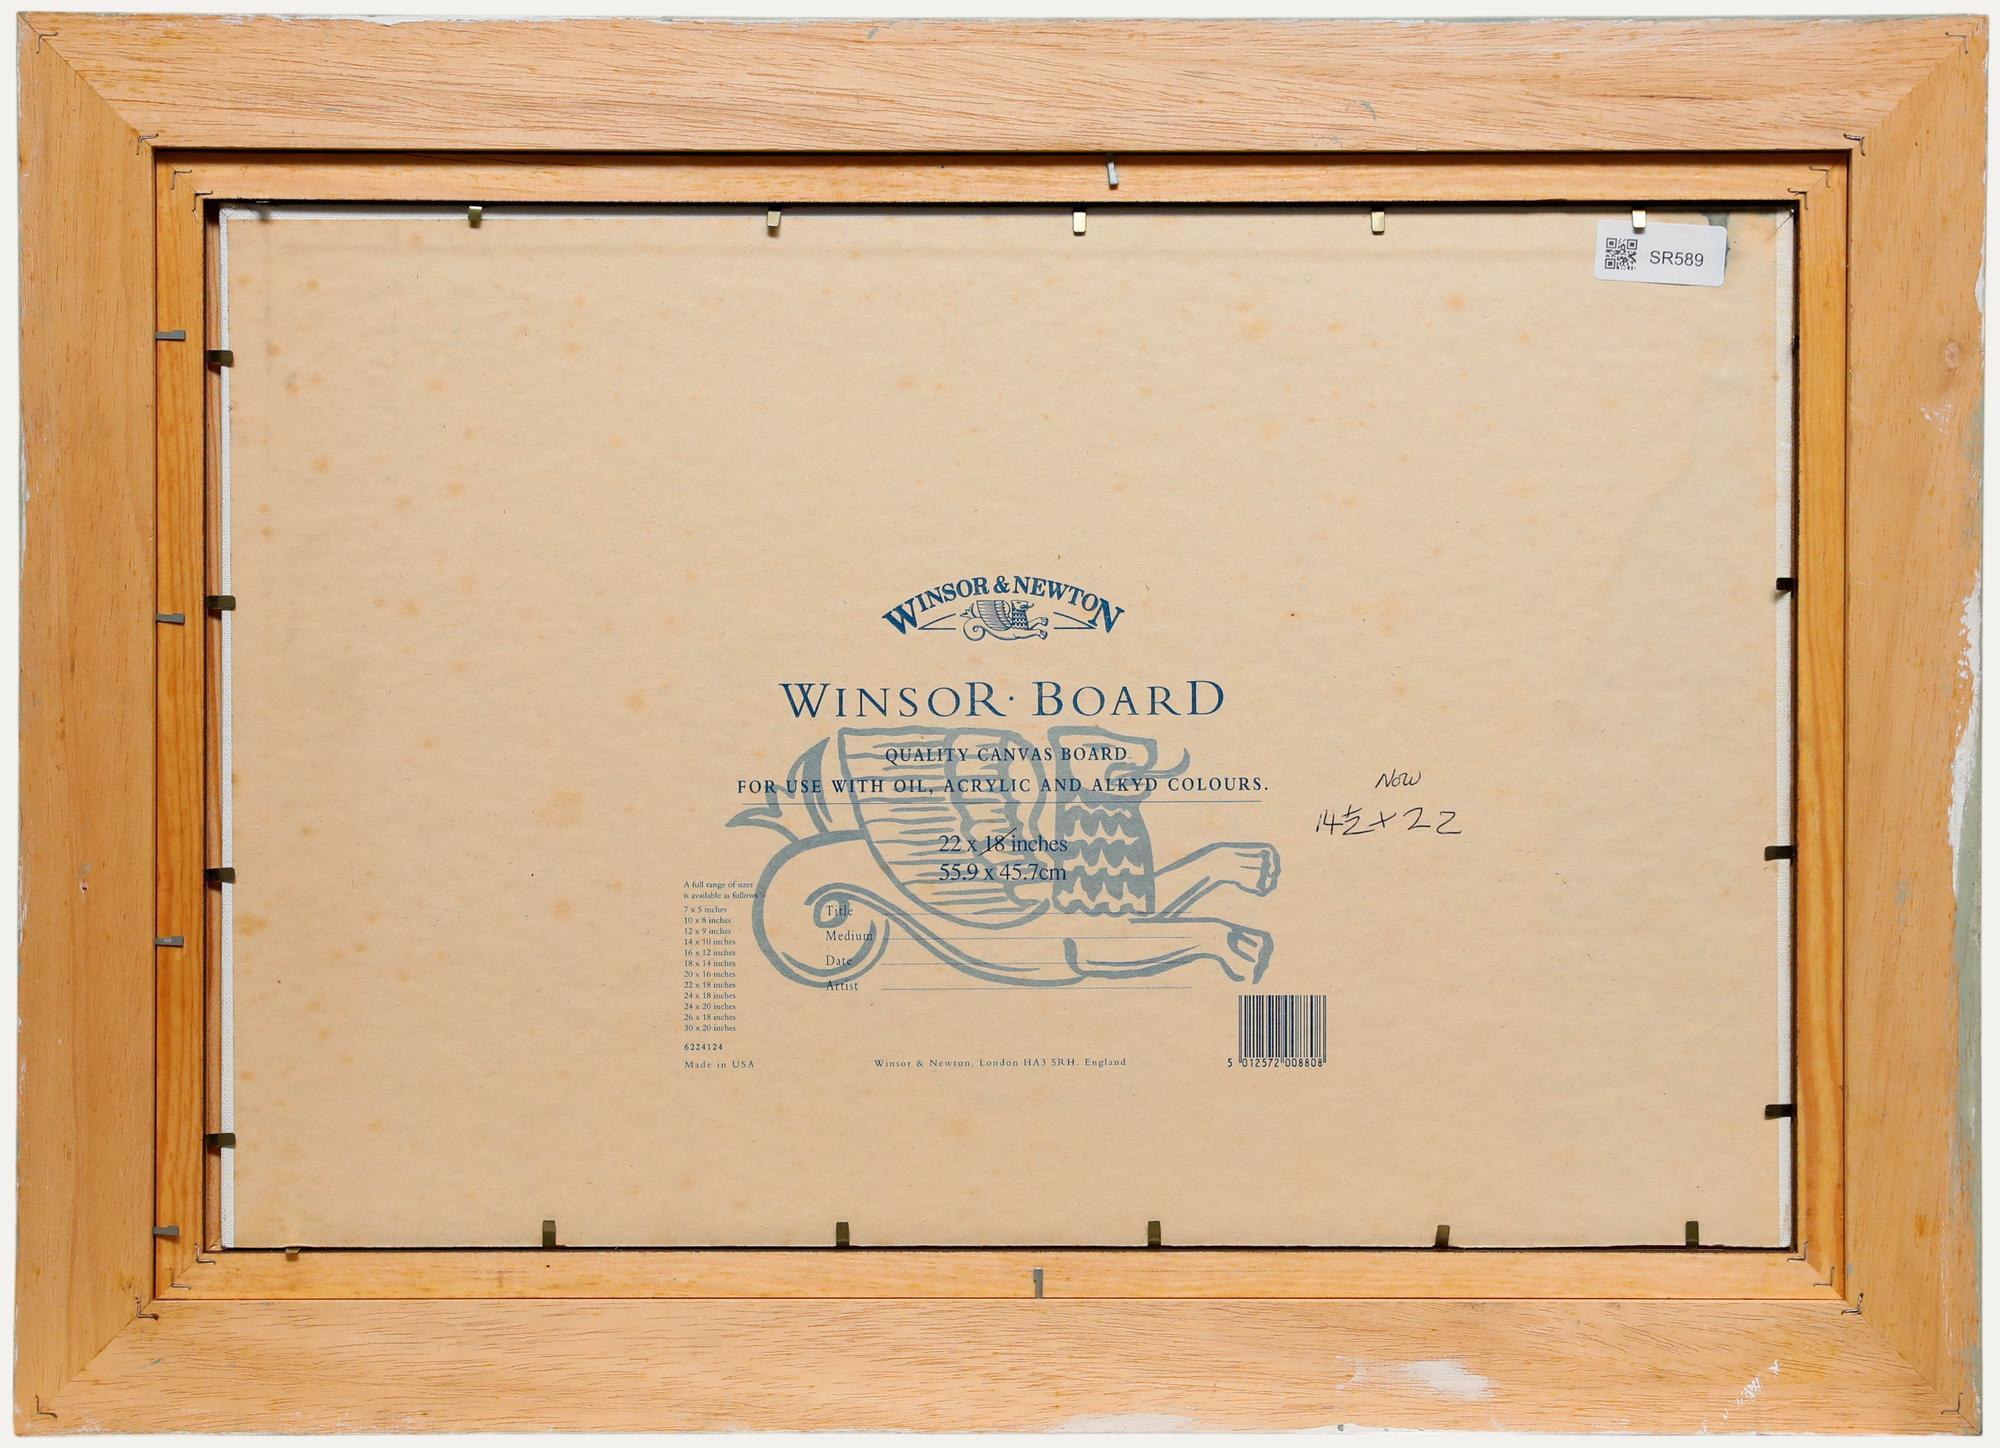 SR589
WINSOR & NEWTON
WINSOR · BOARD
QUALITY CANVAS BOARD
FOR USE WITH OIL, ACRYLIC AND ALKYD COLOURS.
Now
14½ x 22
22 x 18 inches
55.9 x 45.7cm
A full range of sizes
is available as follows :-
7 x 5 inches
10 x 8 inches
12 x 9 inches
14 x 10 inches
16 x 12 inches
18 x 14 inches
20 x 16 inches
22 x 18 inches
24 x 18 inches
24 x 20 inches
26 x 18 inches
30 x 20 inches
Title
Medium
Date
Artist
6224124
Made in USA
Winsor & Newton, London HA3 5RH, England
5 012572 008808